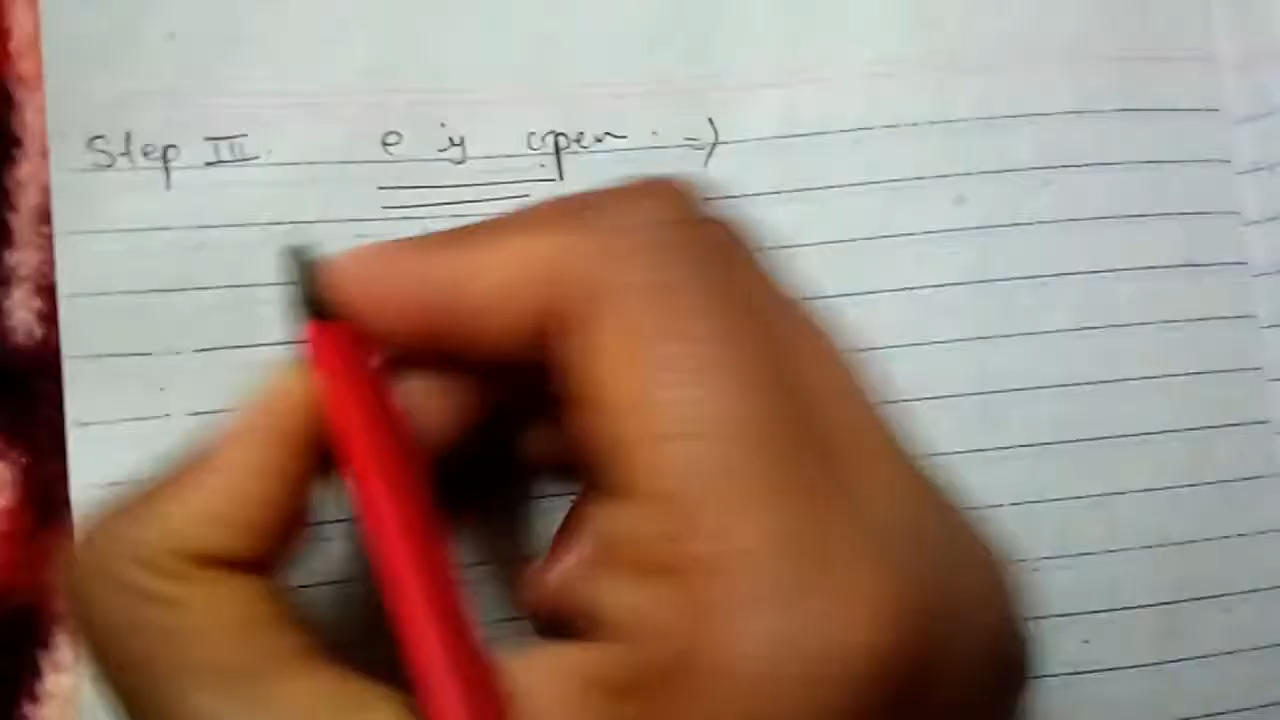 Step III. e is open. =)